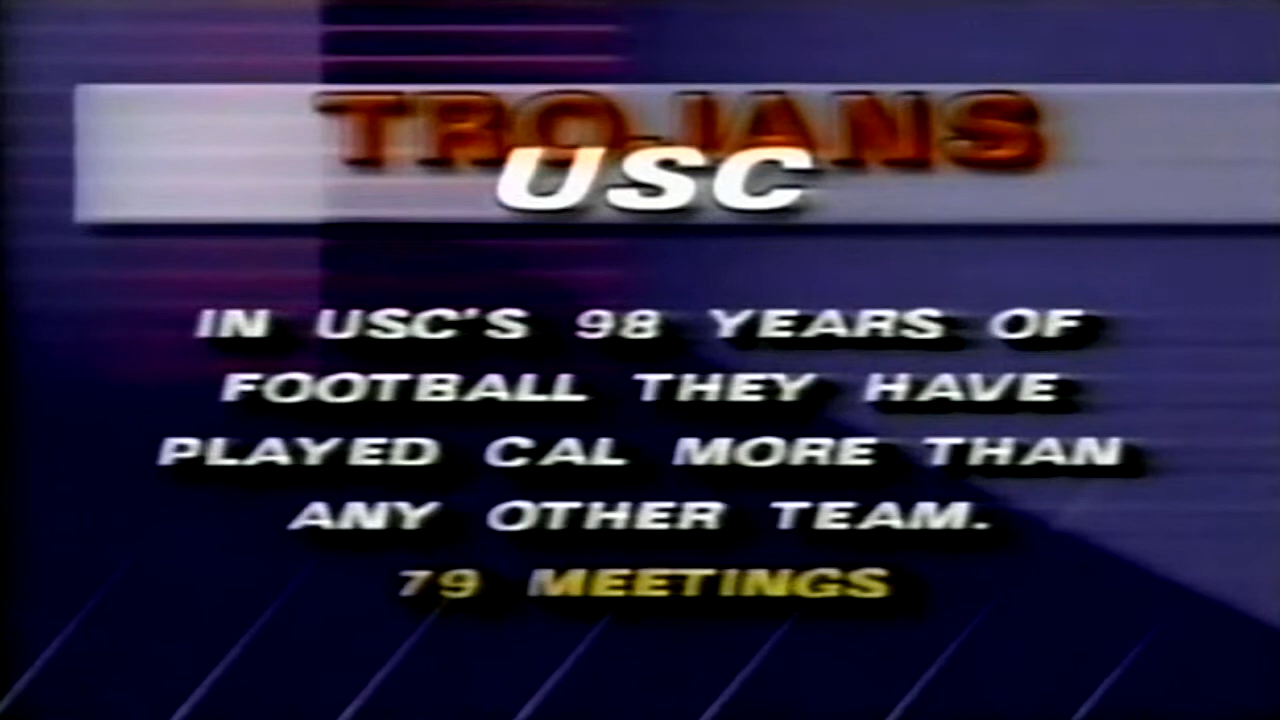 TROJANS
USC
IN USC'S 98 YEARS OF
FOOTBALL THEY HAVE
PLAYED CAL MORE THAN
ANY OTHER TEAM.
79 MEETINGS